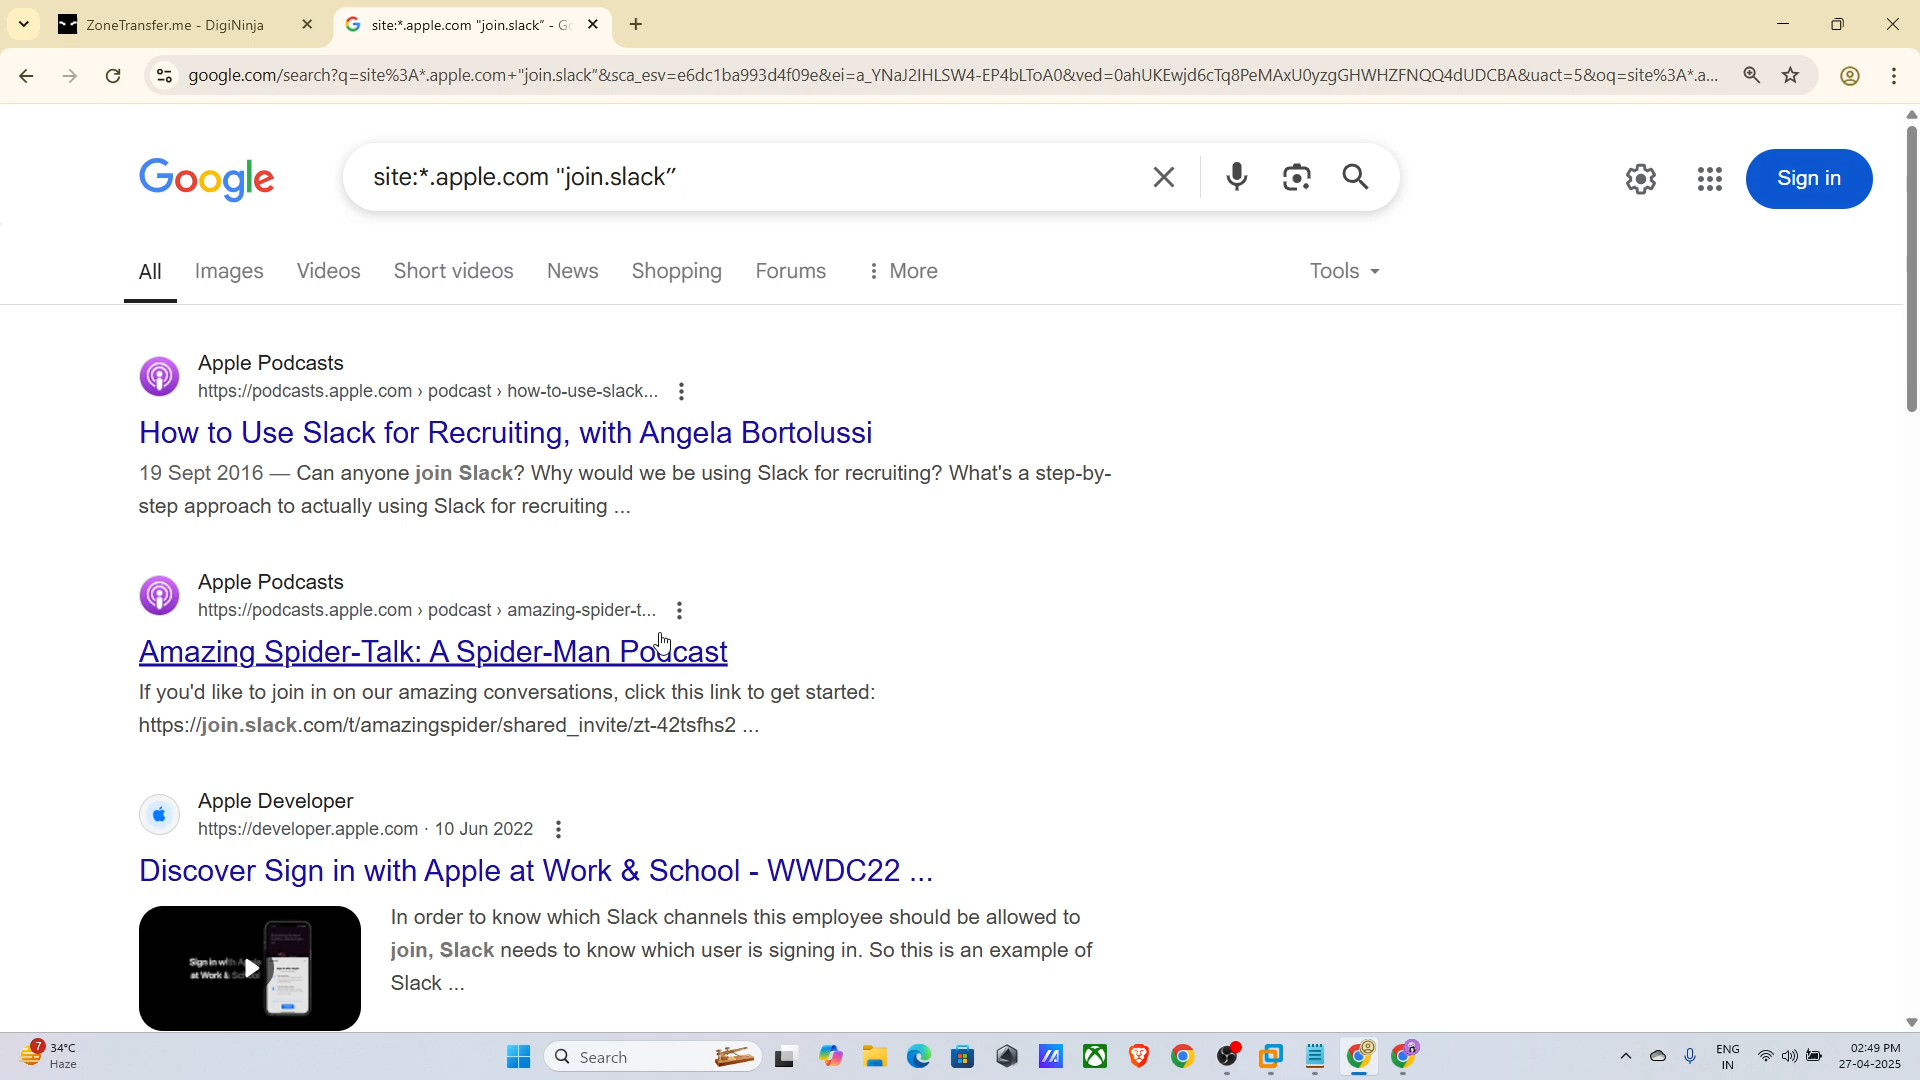 ZoneTransfer.me - DigiNinja
site:*.apple.com "join.slack" - Go
google.com/search?q=site%3A*.apple.com+"join.slack"&sca_esv=e6dc1ba993d4f09e&ei=a_YNaJ2IHLSW4-EP4bLToA0&ved=0ahUKEwjd6cTq8PeMAxU0yzgGHWHZFNQQ4dUDCBA&uact=5&oq=site%3A*.a...
Google
site:*.apple.com "join.slack”
Sign in
All
Images
Videos
Short videos
News
Shopping
Forums
More
Tools
Apple Podcasts
https://podcasts.apple.com › podcast › how-to-use-slack...
How to Use Slack for Recruiting, with Angela Bortolussi
19 Sept 2016 — Can anyone join Slack? Why would we be using Slack for recruiting? What's a step-by-
step approach to actually using Slack for recruiting ...
Apple Podcasts
https://podcasts.apple.com › podcast › amazing-spider-t...
Amazing Spider-Talk: A Spider-Man Podcast
If you'd like to join in on our amazing conversations, click this link to get started:
https://join.slack.com/t/amazingspider/shared_invite/zt-42tsfhs2 ...
Apple Developer
https://developer.apple.com · 10 Jun 2022
Discover Sign in with Apple at Work & School - WWDC22 ...
In order to know which Slack channels this employee should be allowed to
join, Slack needs to know which user is signing in. So this is an example of
Slack ...
Sign in with Apple
at Work & School
7
34°C
Haze
Search
ENG
IN
02:49 PM
27-04-2025